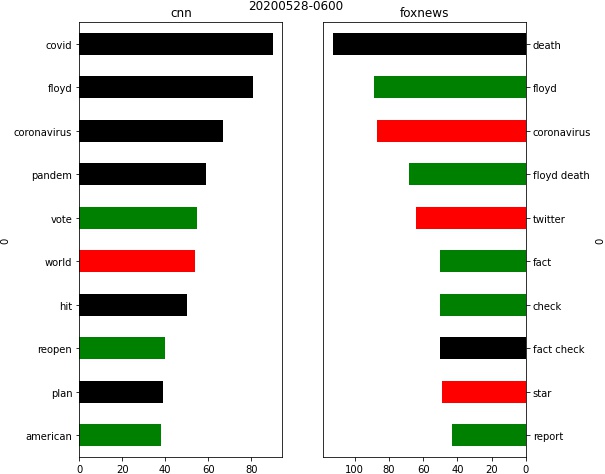 20200528-0600
cnn
foxnews
covid
floyd
coronavirus
pandem
vote
world
hit
reopen
plan
american
0 20 40 60 80
0
death
floyd
coronavirus
floyd death
twitter
fact
check
fact check
star
report
100 80 60 40 20 0
0